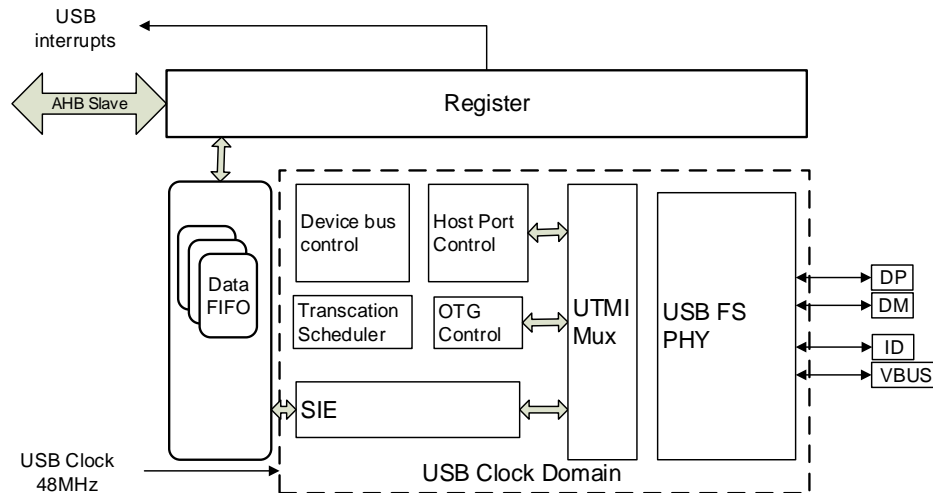 USB
interrupts
AHB Slave
Register
Device bus
control
Host Port
Control
Data
FIFO
Transcation
Scheduler
OTG
Control
UTMI
Mux
USB FS
PHY
DP
DM
ID
VBUS
SIE
USB Clock
48MHz
USB Clock Domain